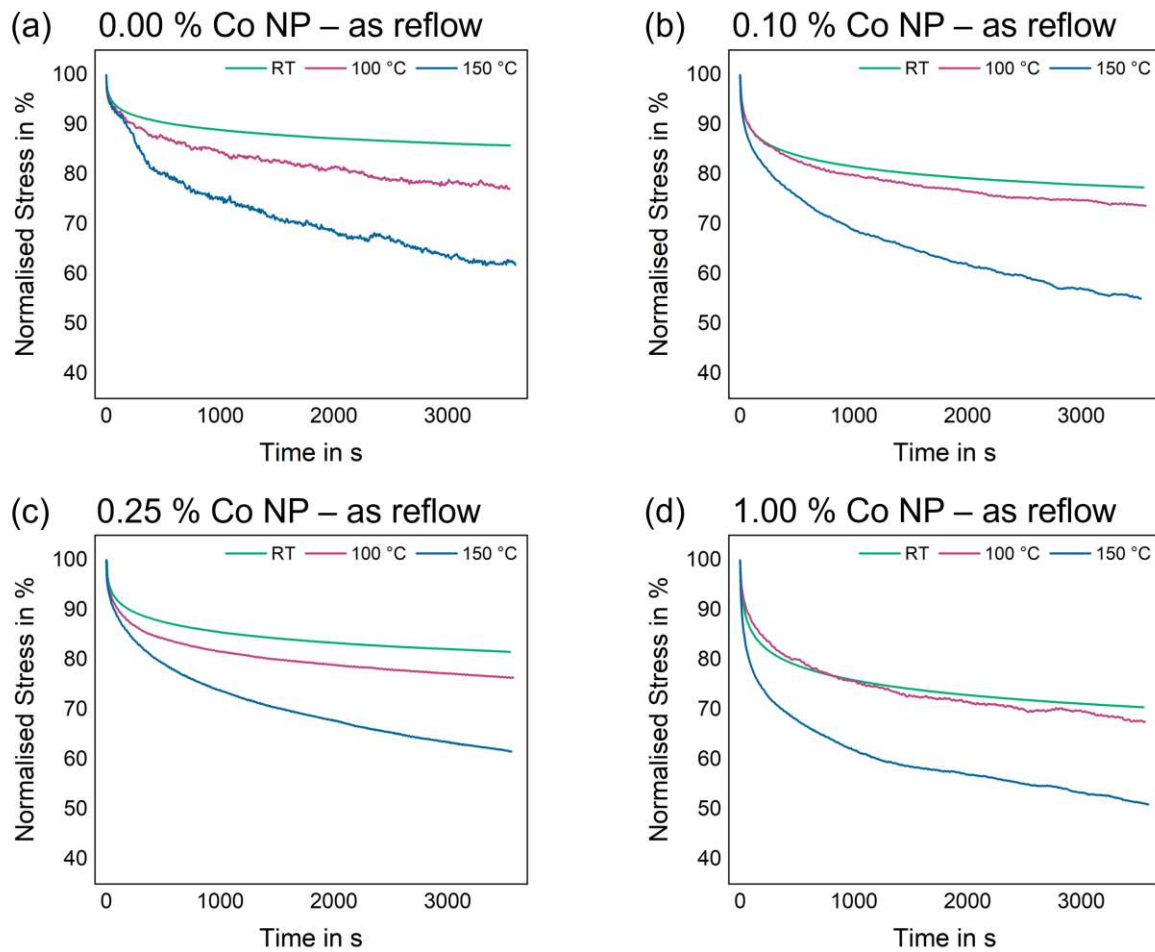 (a) 0.00 % Co NP – as reflow
RT 100 °C 150 °C
Normalised Stress in %
100
90
80
70
60
50
40
0 1000 2000 3000
Time in s
(b) 0.10 % Co NP – as reflow
RT 100 °C 150 °C
Normalised Stress in %
100
90
80
70
60
50
40
0 1000 2000 3000
Time in s
(c) 0.25 % Co NP – as reflow
RT 100 °C 150 °C
Normalised Stress in %
100
90
80
70
60
50
40
0 1000 2000 3000
Time in s
(d) 1.00 % Co NP – as reflow
RT 100 °C 150 °C
Normalised Stress in %
100
90
80
70
60
50
40
0 1000 2000 3000
Time in s